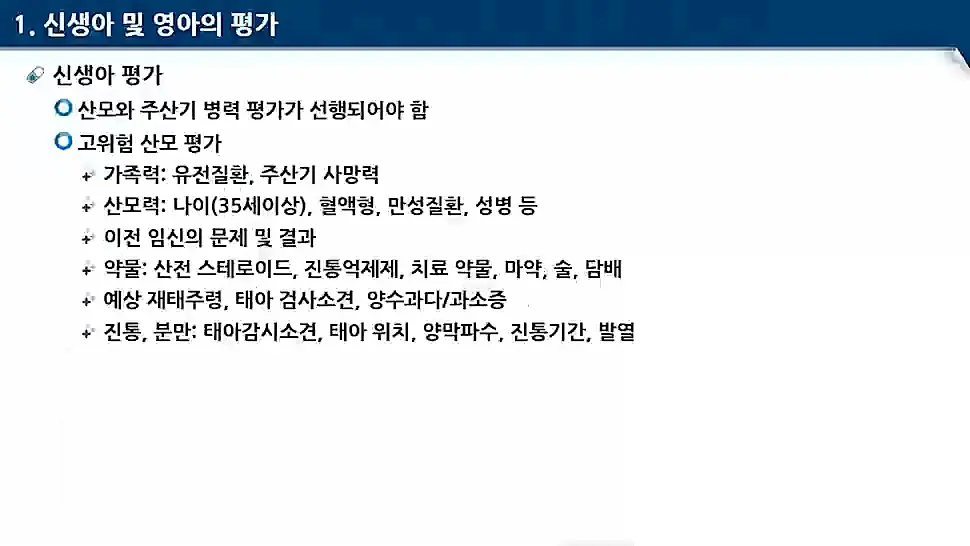 1. 신생아 및 영아의 평가
신생아 평가
산모와 주산기 병력 평가가 선행되어야 함
고위험 산모 평가
가족력: 유전질환, 주산기 사망력
산모력: 나이(35세이상), 혈액형, 만성질환, 성병 등
이전 임신의 문제 및 결과
약물: 산전 스테로이드, 진통억제제, 치료 약물, 마약, 술, 담배
예상 재태주령, 태아 검사소견, 양수과다/과소증
진통, 분만: 태아감시소견, 태아 위치, 양막파수, 진통기간, 발열